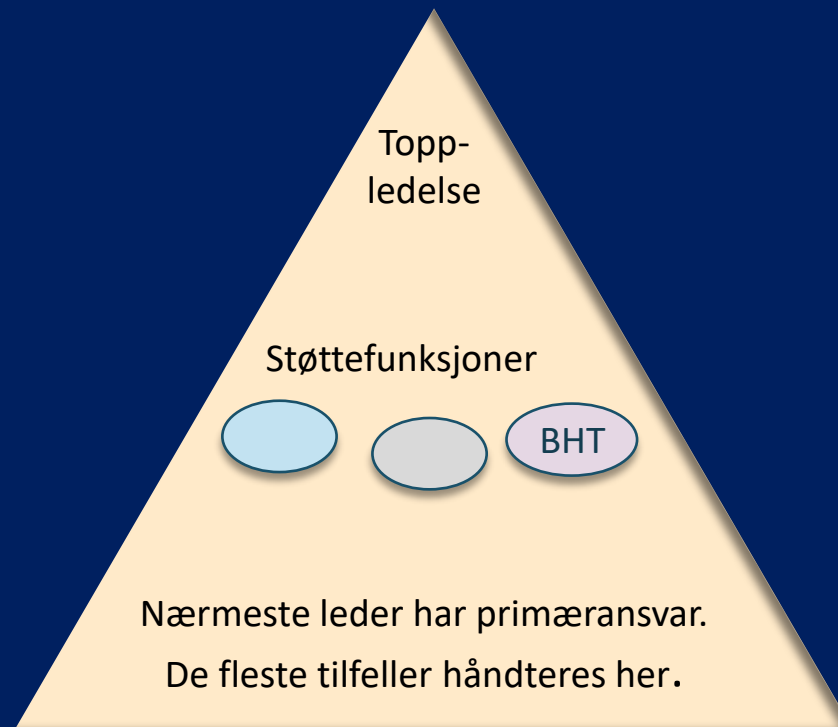 Topp-
ledelse
Støttefunksjoner
BHT
Nærmeste leder har primæransvar.
De fleste tilfeller håndteres her.